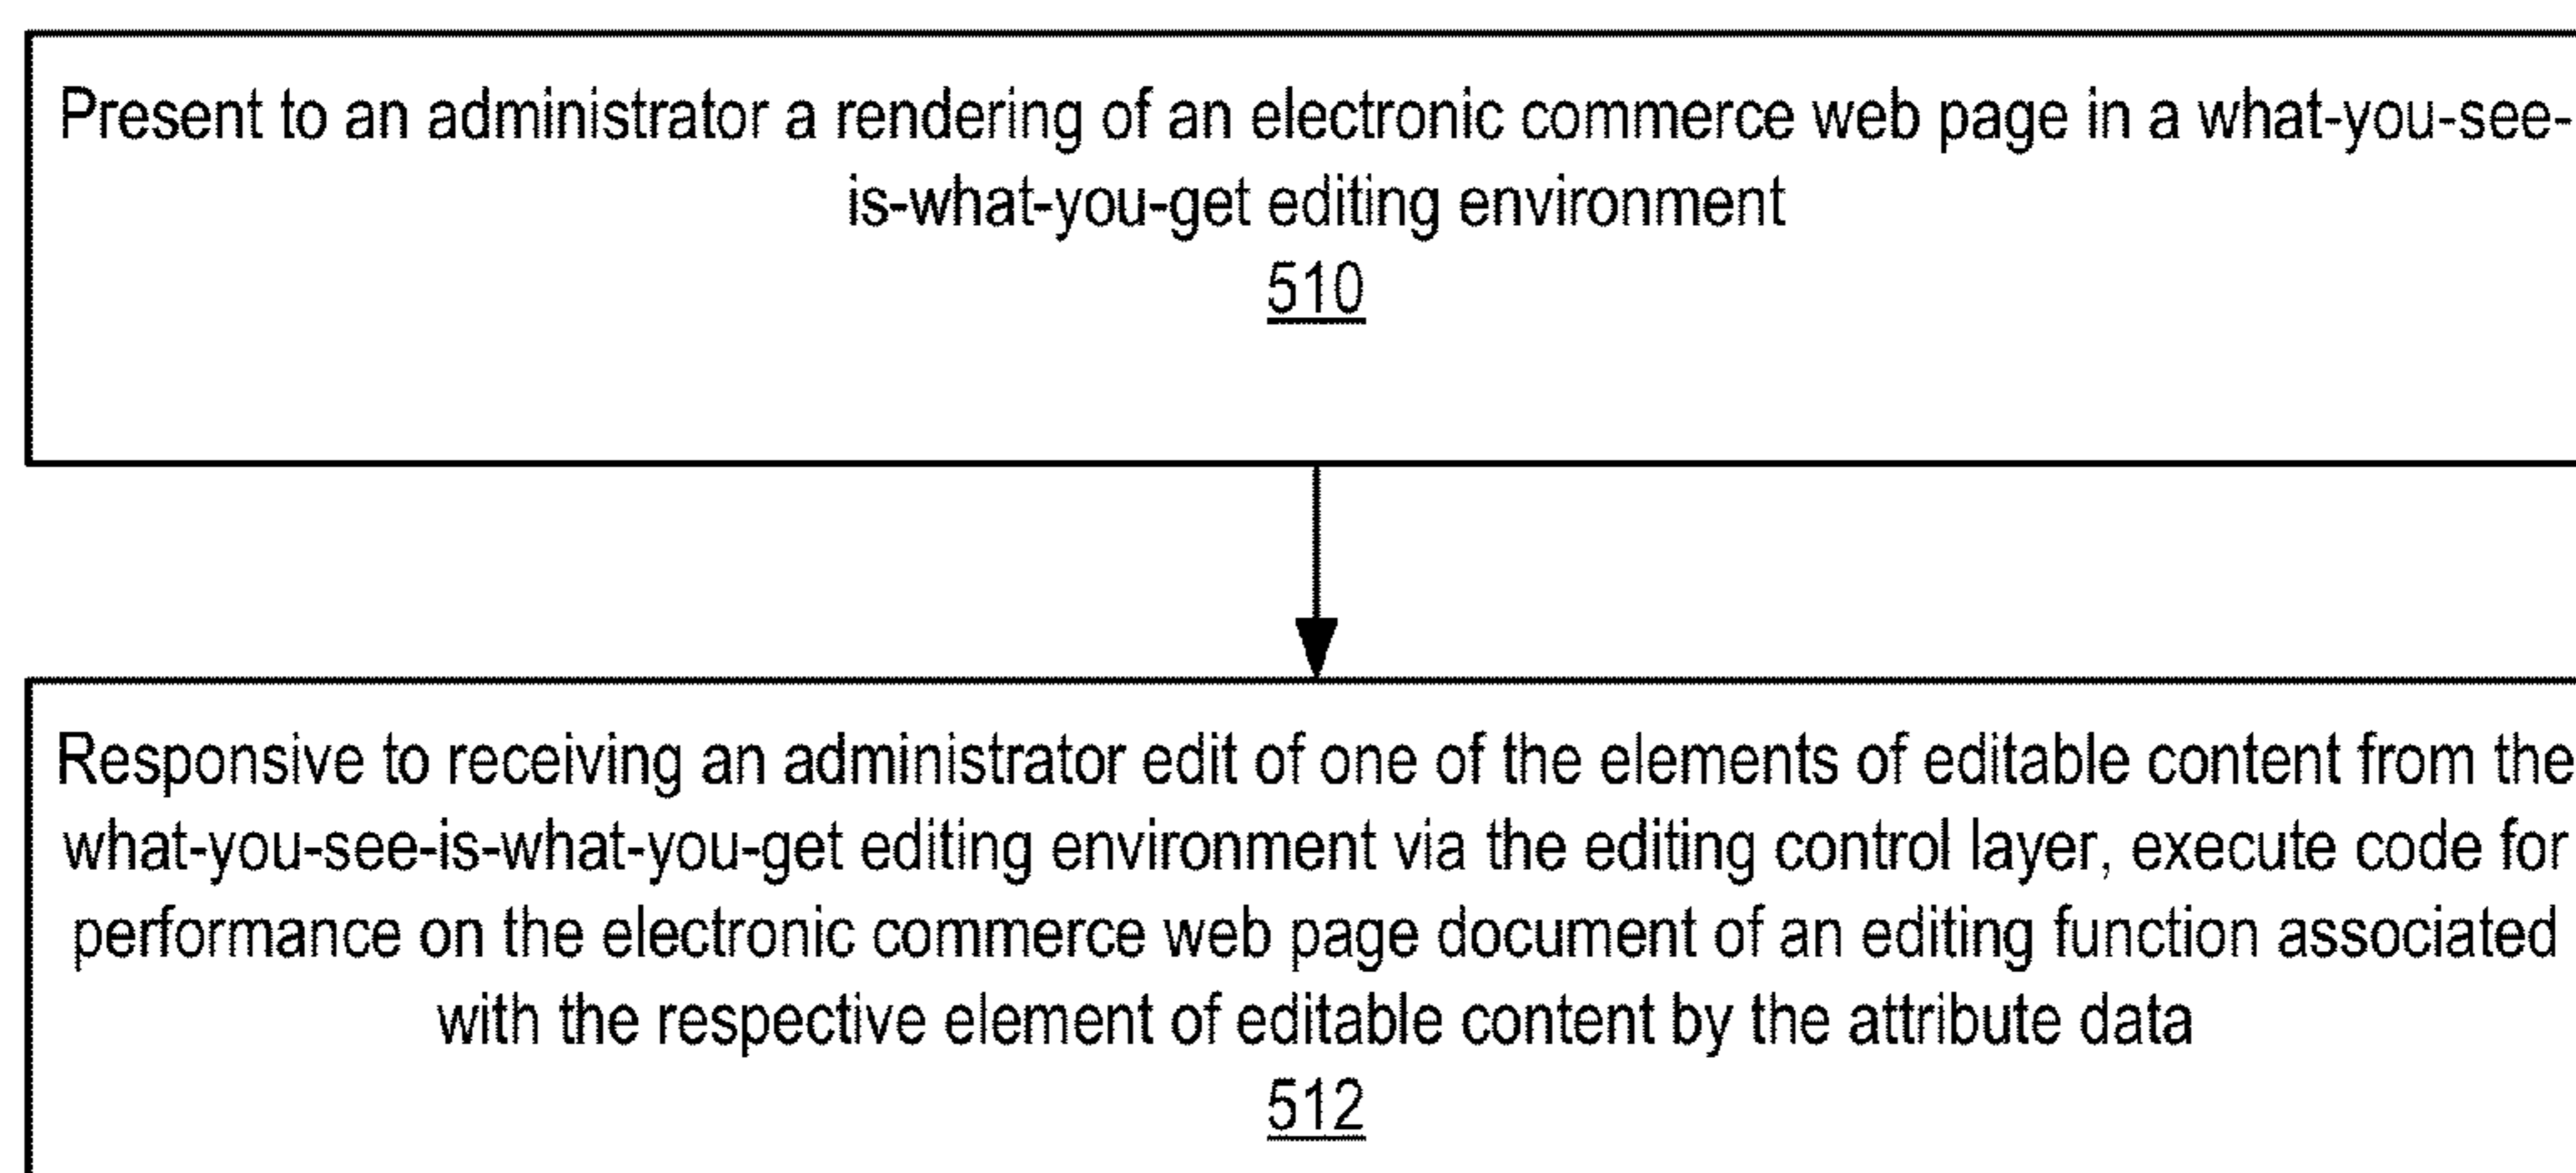 Present to an administrator a rendering of an electronic commerce web page in a what-you-see-
is-what-you-get editing environment
510
Responsive to receiving an administrator edit of one of the elements of editable content from the
what-you-see-is-what-you-get editing environment via the editing control layer, execute code for
performance on the electronic commerce web page document of an editing function associated
with the respective element of editable content by the attribute data
512